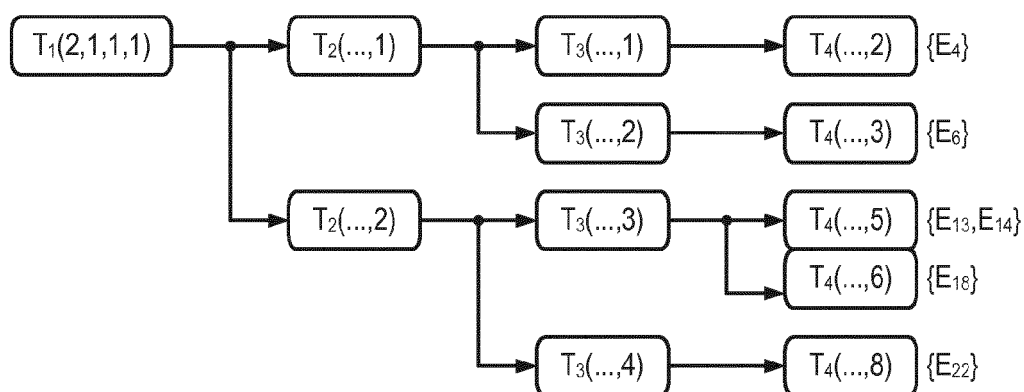 T₁(2,1,1,1) T₂(...,1) T₃(...,1) T₄(...,2) {E₄}
T₃(...,2) T₄(...,3) {E₆}
T₂(...,2) T₃(...,3) T₄(...,5) {E₁₃,E₁₄}
T₄(...,6) {E₁₈}
T₃(...,4) T₄(...,8) {E₂₂}